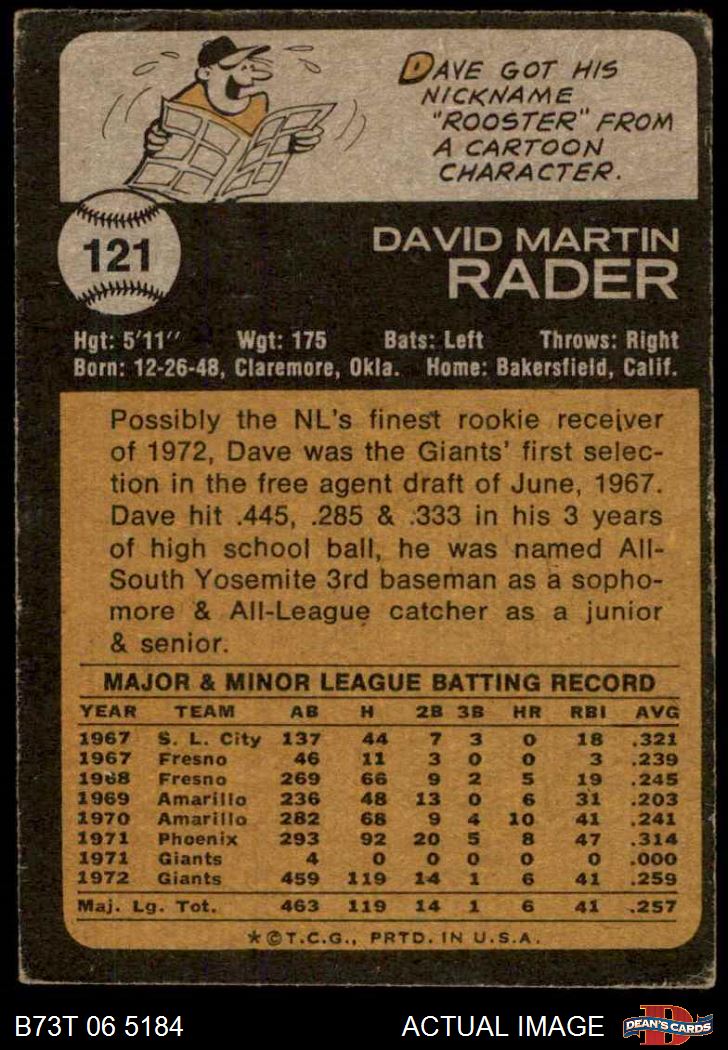 DAVE GOT HIS
NICKNAME
"ROOSTER" FROM
A CARTOON
CHARACTER.
121
DAVID MARTIN
RADER
Hgt: 5'11" Wgt: 175 Bats: Left Throws: Right
Born: 12-26-48, Claremore, Okla. Home: Bakersfield, Calif.
Possibly the NL's finest rookie receiver
of 1972, Dave was the Giants' first selec-
tion in the free agent draft of June, 1967.
Dave hit .445, .285 & .333 in his 3 years
of high school ball, he was named All-
South Yosemite 3rd baseman as a sopho-
more & All-League catcher as a junior
& senior.
MAJOR & MINOR LEAGUE BATTING RECORD
YEAR TEAM AB H 2B 3B HR RBI AVG
1967 S. L. City 137 44 7 3 0 18 .321
1967 Fresno 46 11 3 0 0 3 .239
1968 Fresno 269 66 9 2 5 19 .245
1969 Amarillo 236 48 13 0 6 31 .203
1970 Amarillo 282 68 9 4 10 41 .241
1971 Phoenix 293 92 20 5 8 47 .314
1971 Giants 4 0 0 0 0 0 .000
1972 Giants 459 119 14 1 6 41 .259
Maj. Lg. Tot. 463 119 14 1 6 41 .257
*©T.C.G., PRTD. IN U.S.A.
B73T 06 5184 ACTUAL IMAGE
D
DEAN'S CARDS